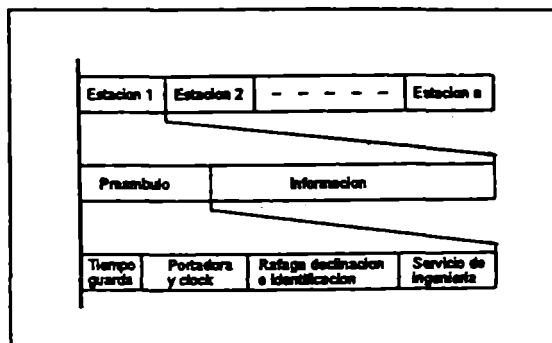 Estacion 1 Estacion 2 - - - - - Estacion n
Preambulo Informacion
Tiempo guarda Portadora y clock Rafaga declinacion e identificacion Servicio de ingenieria